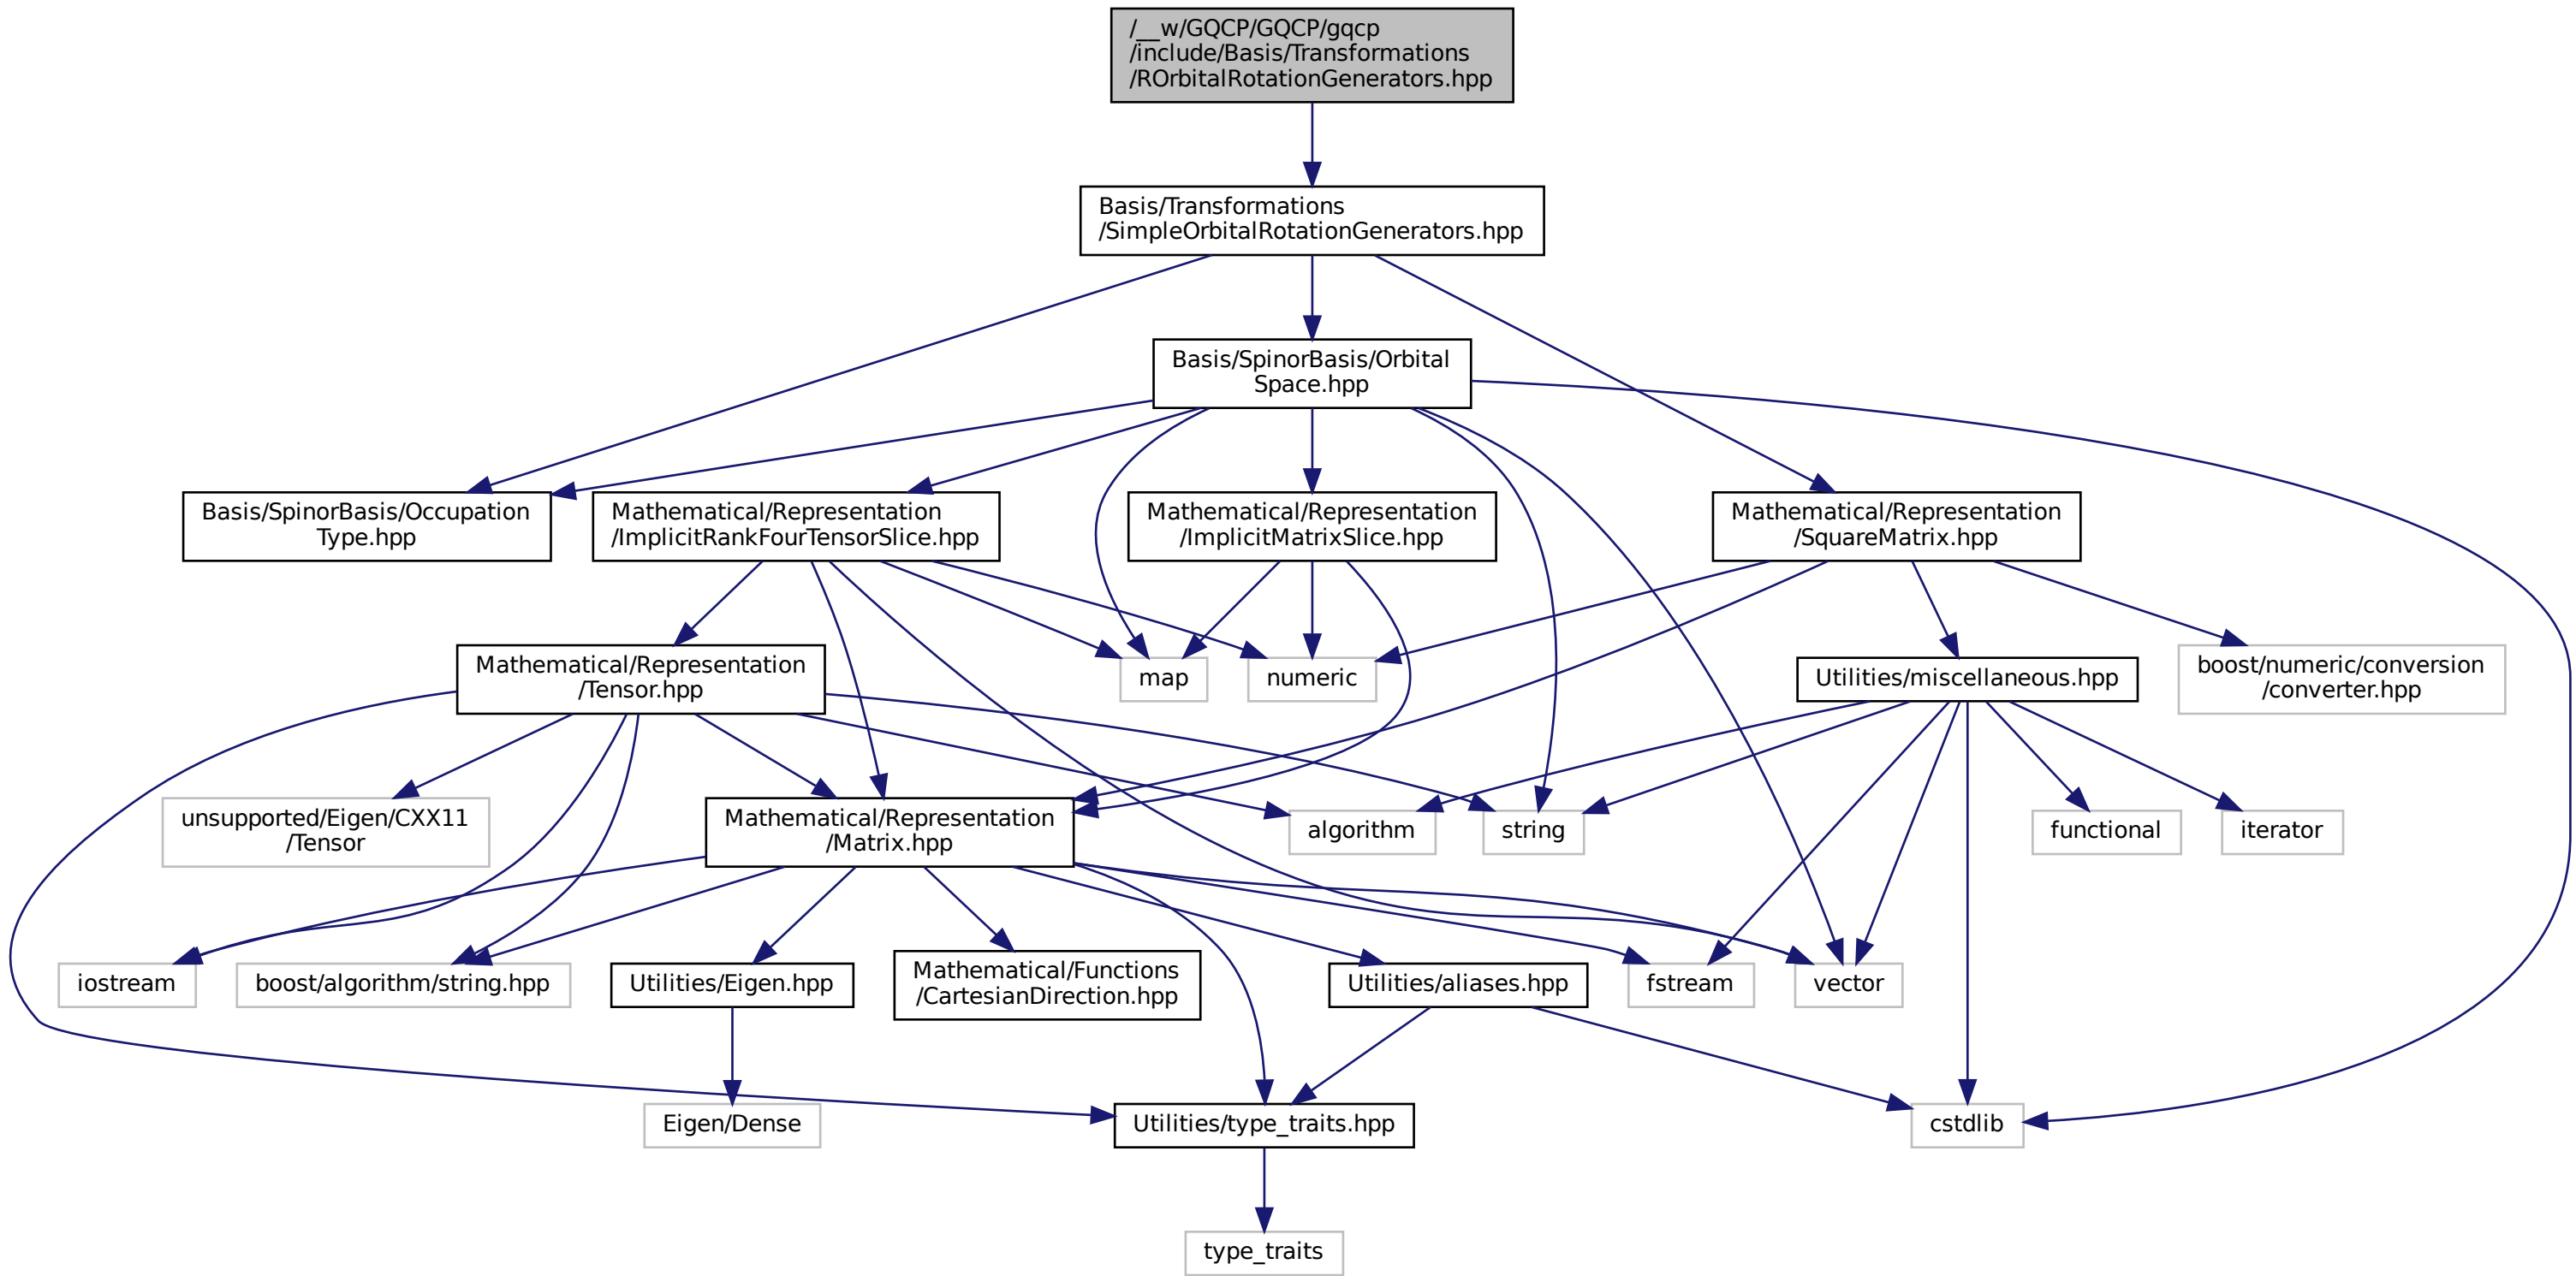 /__w/GQCP/GQCP/gqcp
/include/Basis/Transformations
/ROrbitalRotationGenerators.hpp
Basis/Transformations
/SimpleOrbitalRotationGenerators.hpp
Basis/SpinorBasis/Orbital
Space.hpp
Basis/SpinorBasis/Occupation
Type.hpp
Mathematical/Representation
/ImplicitRankFourTensorSlice.hpp
Mathematical/Representation
/ImplicitMatrixSlice.hpp
Mathematical/Representation
/SquareMatrix.hpp
Mathematical/Representation
/Tensor.hpp
map
numeric
Utilities/miscellaneous.hpp
boost/numeric/conversion
/converter.hpp
unsupported/Eigen/CXX11
/Tensor
Mathematical/Representation
/Matrix.hpp
algorithm
string
functional
iterator
iostream
boost/algorithm/string.hpp
Utilities/Eigen.hpp
Mathematical/Functions
/CartesianDirection.hpp
Utilities/aliases.hpp
fstream
vector
Eigen/Dense
Utilities/type_traits.hpp
cstdlib
type_traits